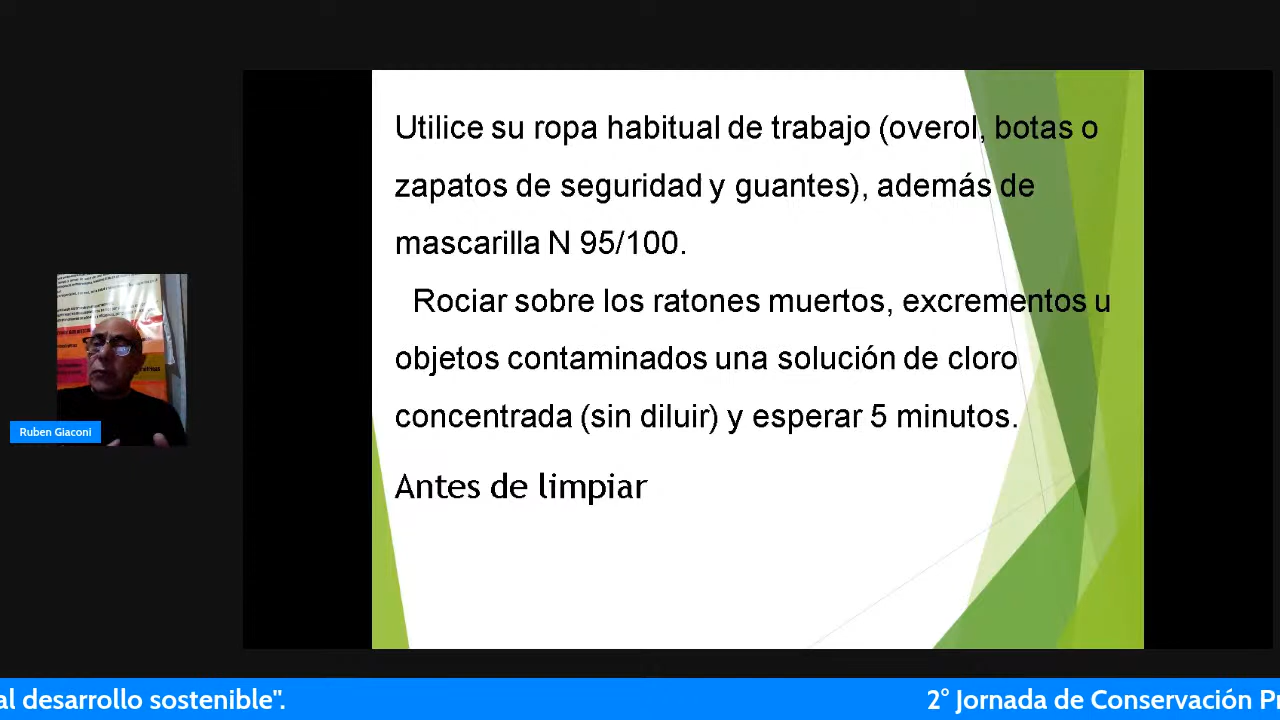 Utilice su ropa habitual de trabajo (overol, botas o
zapatos de seguridad y guantes), además de
mascarilla N 95/100.
Rociar sobre los ratones muertos, excrementos u
objetos contaminados una solución de cloro
concentrada (sin diluir) y esperar 5 minutos.
Antes de limpiar
Ruben Giaconi
al desarrollo sostenible".
2° Jornada de Conservación Pr